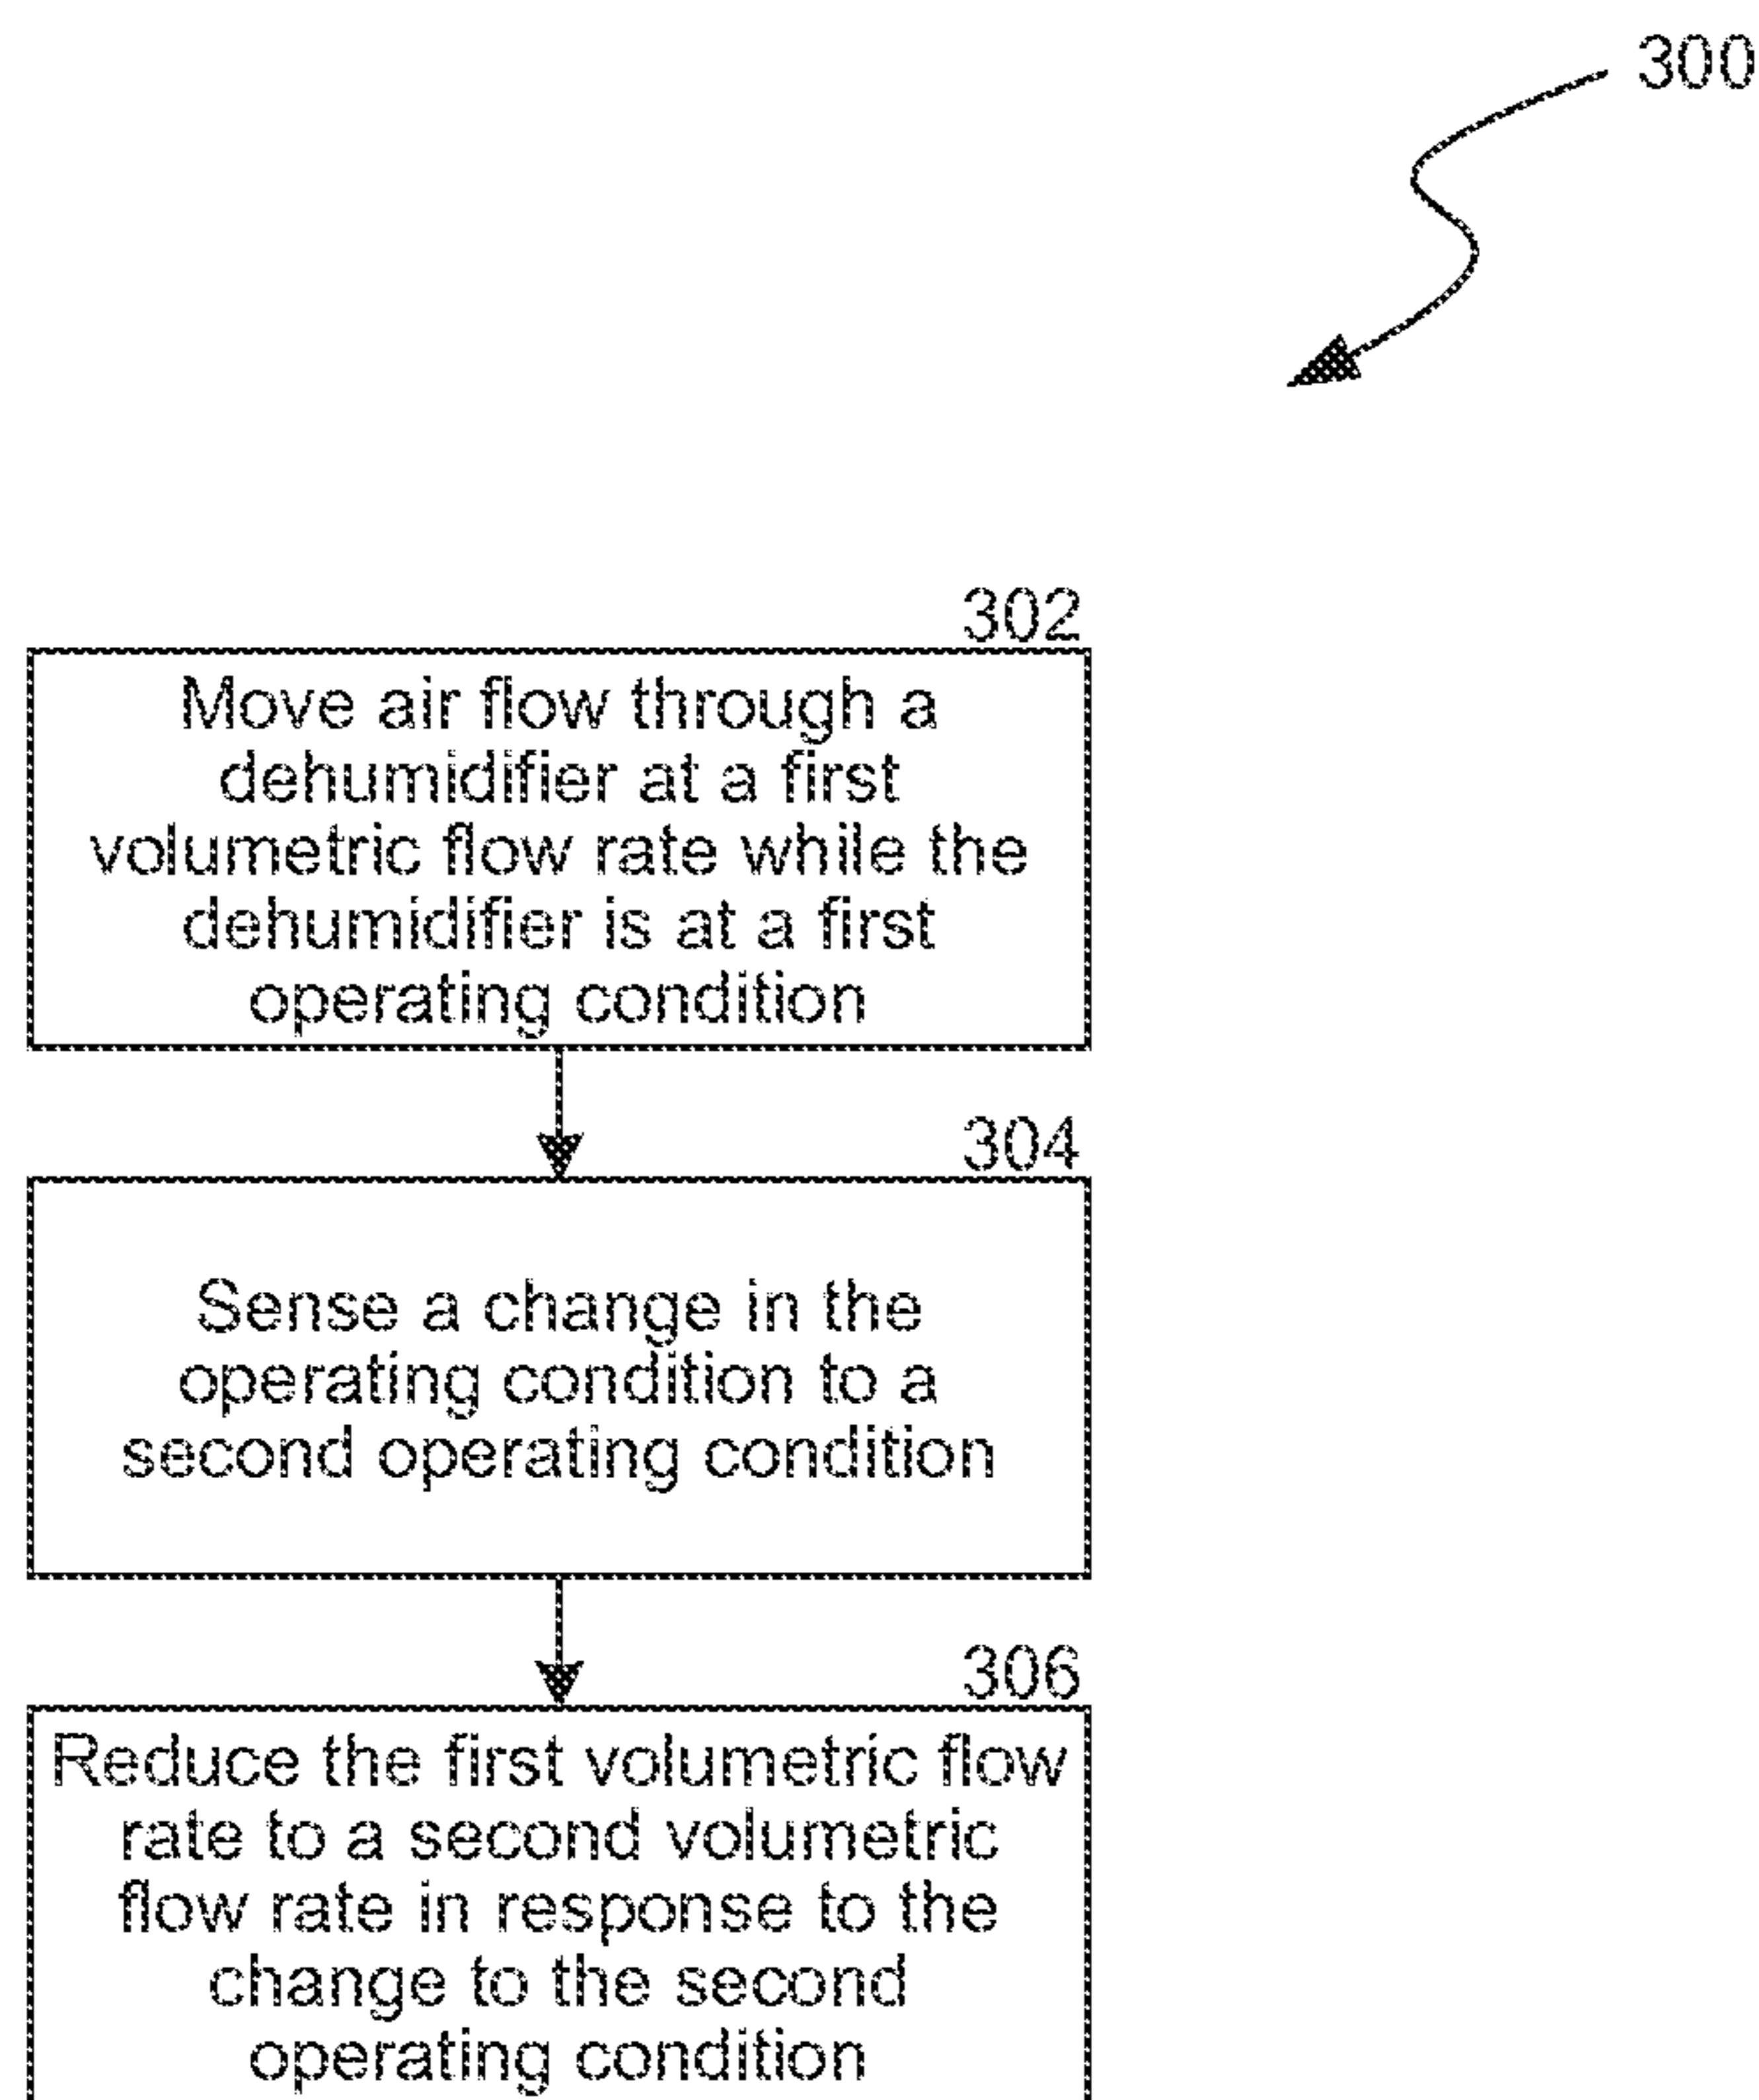 300
302
Move air flow through a
dehumidifier at a first
volumetric flow rate while the
dehumidifier is at a first
operating condition
304
Sense a change in the
operating condition to a
second operating condition
306
Reduce the first volumetric flow
rate to a second volumetric
flow rate in response to the
change to the second
operating condition